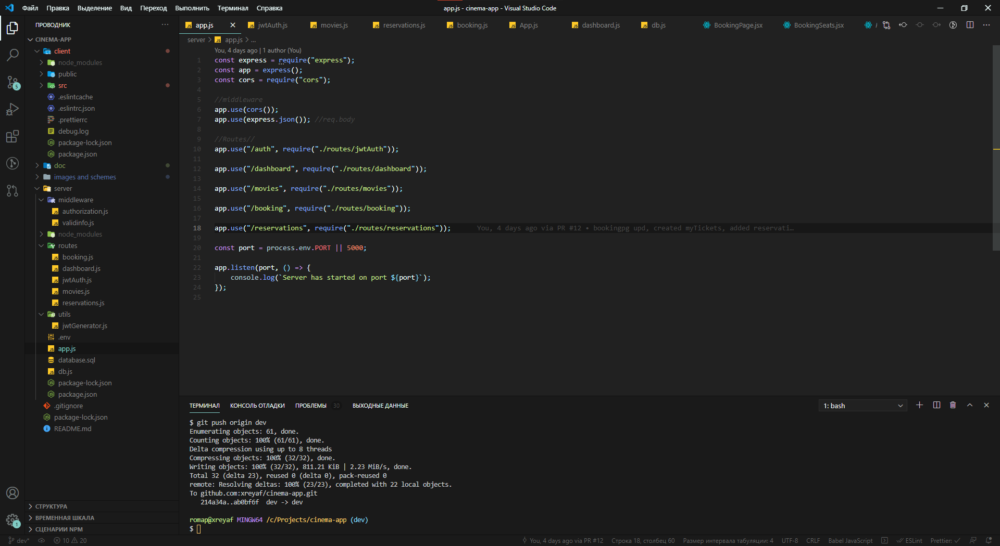 Файл Правка Выделение Вид Переход Выполнить Терминал Справка
app.js - cinema-app - Visual Studio Code
ПРОВОДНИК
CINEMA-APP
client
node_modules
public
src
.eslintcache
.eslintrc.json
.prettierrc
debug.log
package-lock.json
package.json
doc
images and schemes
server
middleware
authorization.js
validinfo.js
node_modules
routes
booking.js
dashboard.js
jwtAuth.js
movies.js
reservations.js
utils
jwtGenerator.js
.env
app.js
database.sql
db.js
package-lock.json
package.json
.gitignore
package-lock.json
README.md
СТРУКТУРА
ВРЕМЕННАЯ ШКАЛА
СЦЕНАРИИ NPM
5
1
app.js jwtAuth.js movies.js reservations.js booking.js App.js dashboard.js db.js BookingPage.jsx BookingSeats.jsx
server > app.js > ...
You, 4 days ago | 1 author (You)
1 const express = require("express");
2 const app = express();
3 const cors = require("cors");
4
5 //middleware
6 app.use(cors());
7 app.use(express.json()); //req.body
8
9 //Routes//
10 app.use("/auth", require("./routes/jwtAuth"));
11
12 app.use("/dashboard", require("./routes/dashboard"));
13
14 app.use("/movies", require("./routes/movies"));
15
16 app.use("/booking", require("./routes/booking"));
17
18 app.use("/reservations", require("./routes/reservations")); You, 4 days ago via PR #12 • bookingpg upd, created myTickets, added reservati…
19
20 const port = process.env.PORT || 5000;
21
22 app.listen(port, () => {
23 console.log(`Server has started on port ${port}`);
24 });
25
ТЕРМИНАЛ КОНСОЛЬ ОТЛАДКИ ПРОБЛЕМЫ 30 ВЫХОДНЫЕ ДАННЫЕ
1: bash
$ git push origin dev
Enumerating objects: 61, done.
Counting objects: 100% (61/61), done.
Delta compression using up to 8 threads
Compressing objects: 100% (32/32), done.
Writing objects: 100% (32/32), 811.21 KiB | 2.23 MiB/s, done.
Total 32 (delta 23), reused 0 (delta 0), pack-reused 0
remote: Resolving deltas: 100% (23/23), completed with 22 local objects.
To github.com:xreyaf/cinema-app.git
214a34a..ab0bf6f dev -> dev
romap@xreyaf MINGW64 /c/Projects/cinema-app (dev)
$
dev* 10 20 You, 4 days ago via PR #12 Строка 18, столбец 60 Размер интервала табуляции: 4 UTF-8 CRLF Babel JavaScript ESLint Prettier: ✓